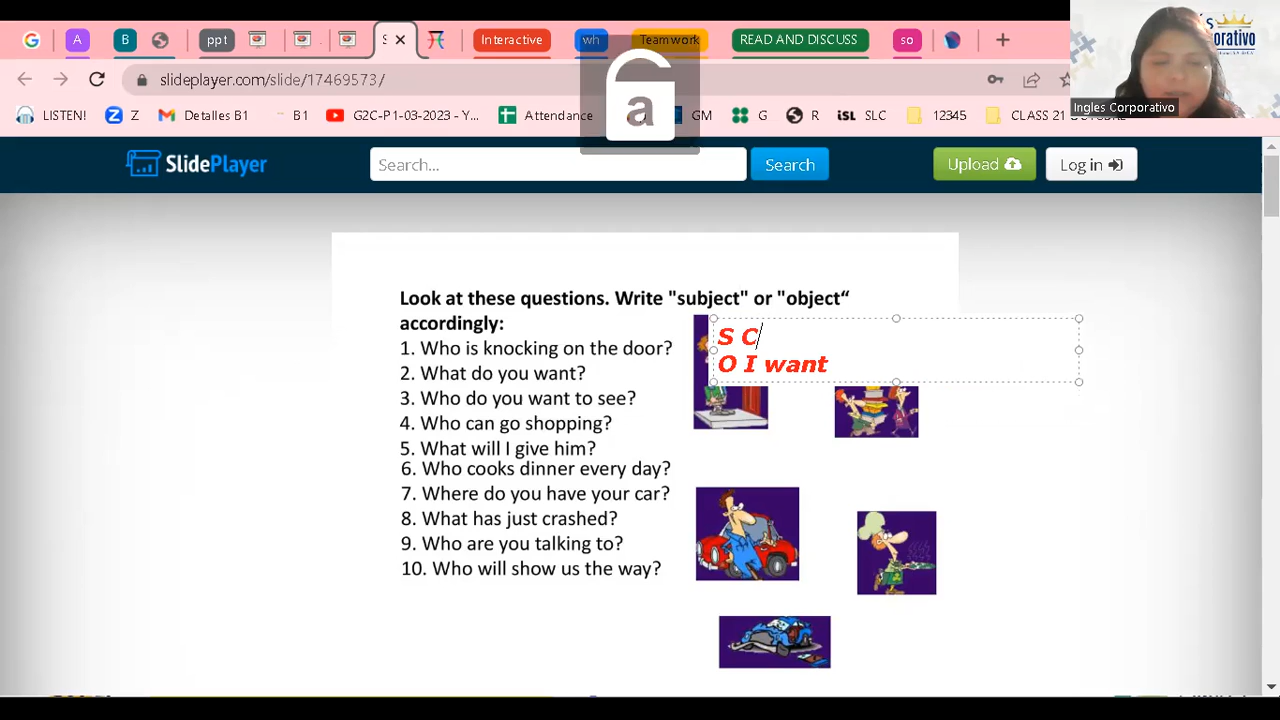 A
B
ppt
S
Interactive
wh
Teamwork
READ AND DISCUSS
so
orativo
slideplayer.com/slide/17469573/
Ingles Corporativo
LISTEN!
Z
Detalles B1
B1
G2C-P1-03-2023 - Y...
Attendance
GM
G
R
SLC
12345
CLASS 21
a
SlidePlayer
Search...
Search
Upload
Log in
Look at these questions. Write "subject" or "object“
accordingly:
1. Who is knocking on the door?
S C
2. What do you want?
O I want
3. Who do you want to see?
4. Who can go shopping?
5. What will I give him?
6. Who cooks dinner every day?
7. Where do you have your car?
8. What has just crashed?
9. Who are you talking to?
10. Who will show us the way?